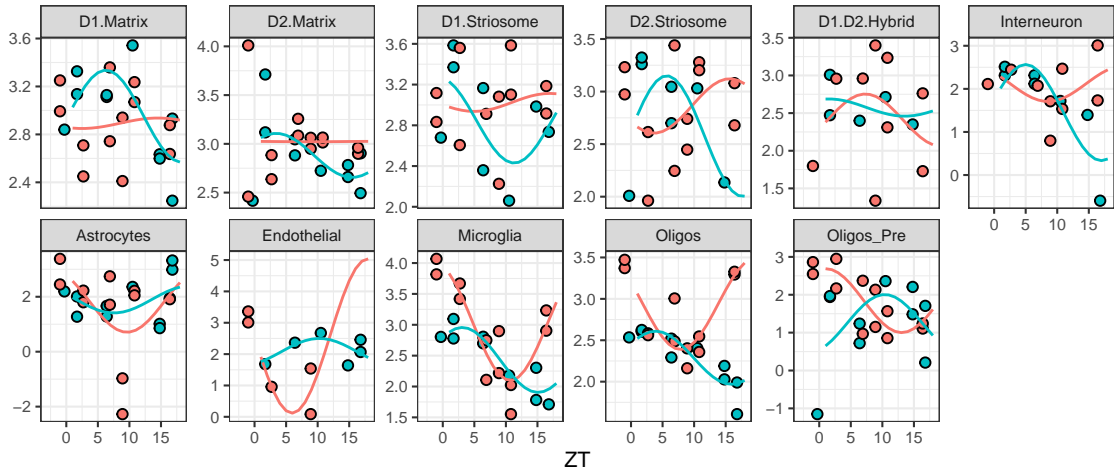 D1.Matrix D2.Matrix D1.Striosome D2.Striosome D1.D2.Hybrid Interneuron
3.6 4.0 3.6 3.5 3.5 3
3.2 3.5 3.2 3.0 3.0 2
2.8 3.0 2.8 2.5 2.5 1
2.4 2.5 2.4 2.0 2.0 0
2.0 1.5
Astrocytes Endothelial Microglia Oligos Oligos_Pre 0 5 10 15
2 5 4.0 3.5 3
0 4 3.5 3.0 2
−2 3 3.0 2.5 1
2 2.5 2.0 0
1 2.0 −1
0 1.5
0 5 10 15 0 5 10 15 0 5 10 15 0 5 10 15 0 5 10 15
ZT